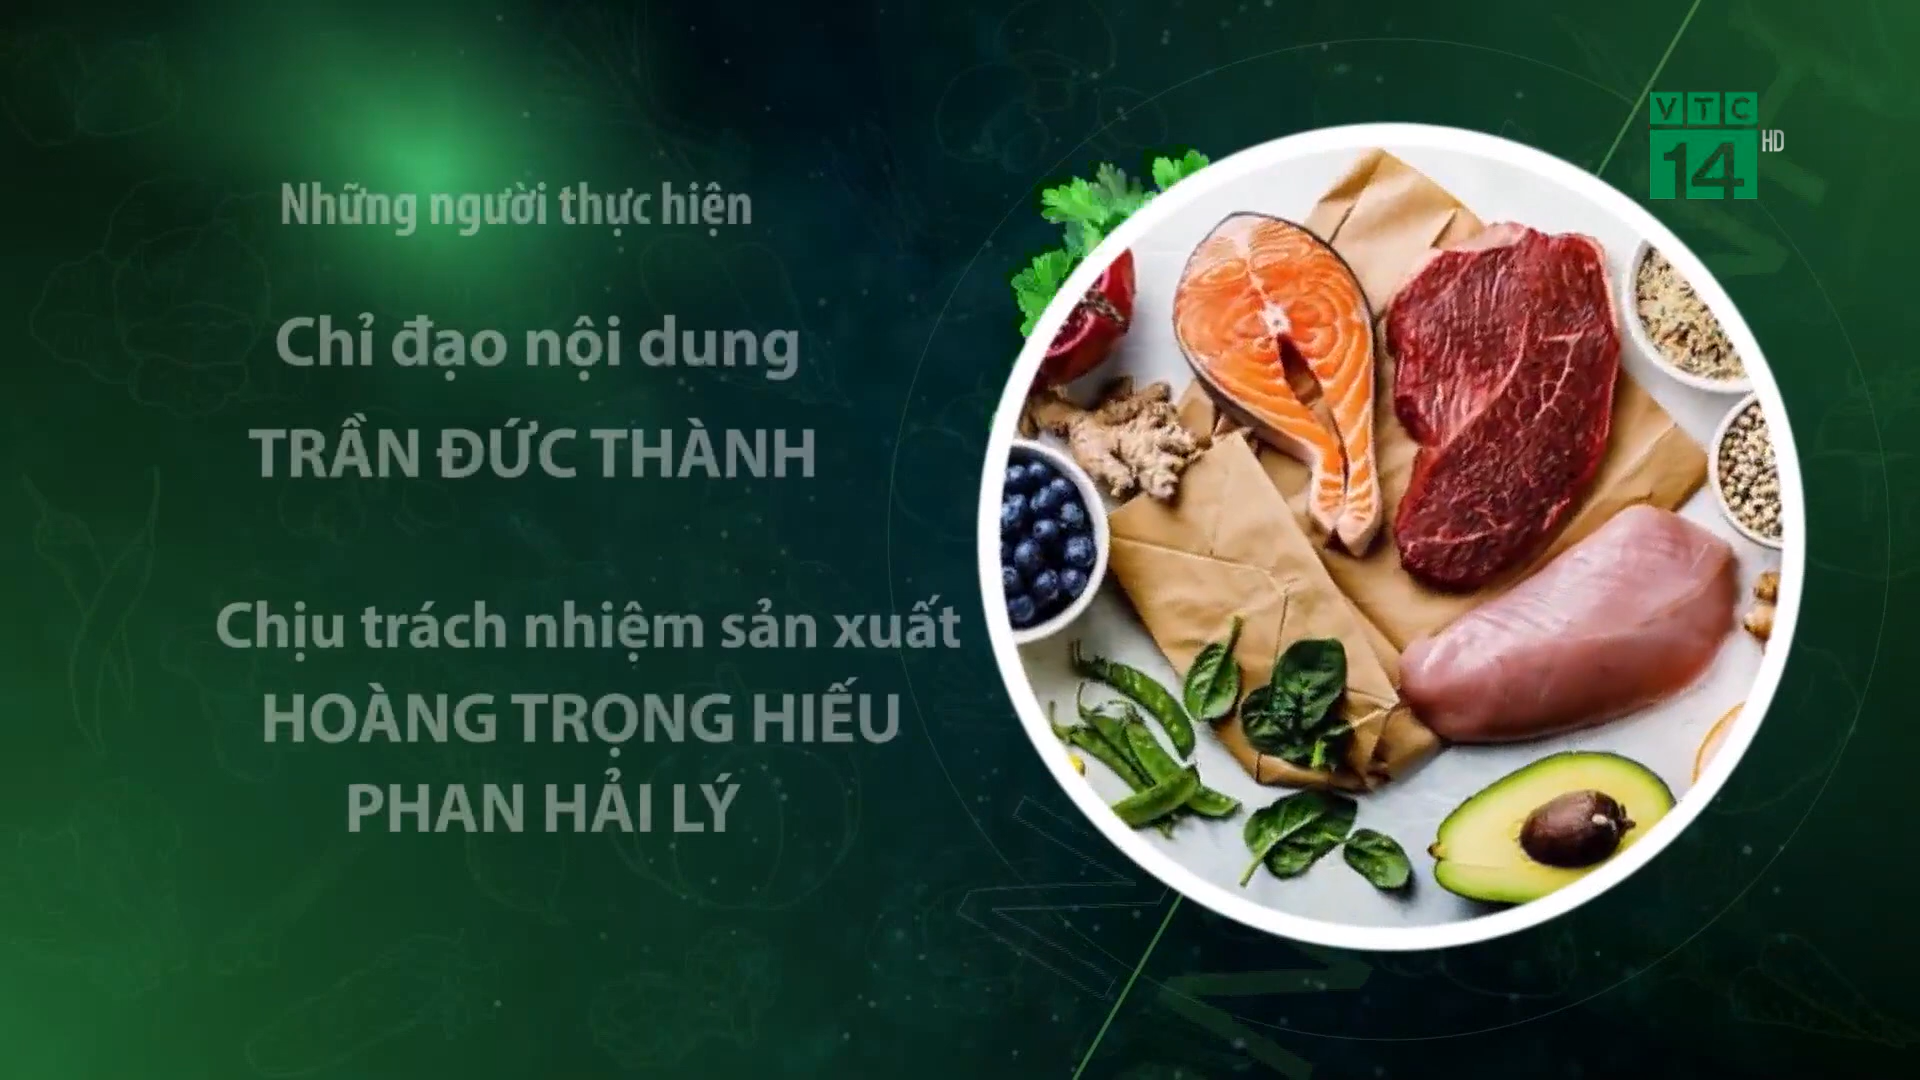 Những người thực hiện
Chỉ đạo nội dung
TRẦN ĐỨC THÀNH
Chịu trách nhiệm sản xuất
HOÀNG TRỌNG HIẾU
PHAN HẢI LÝ
VTC
14 HD